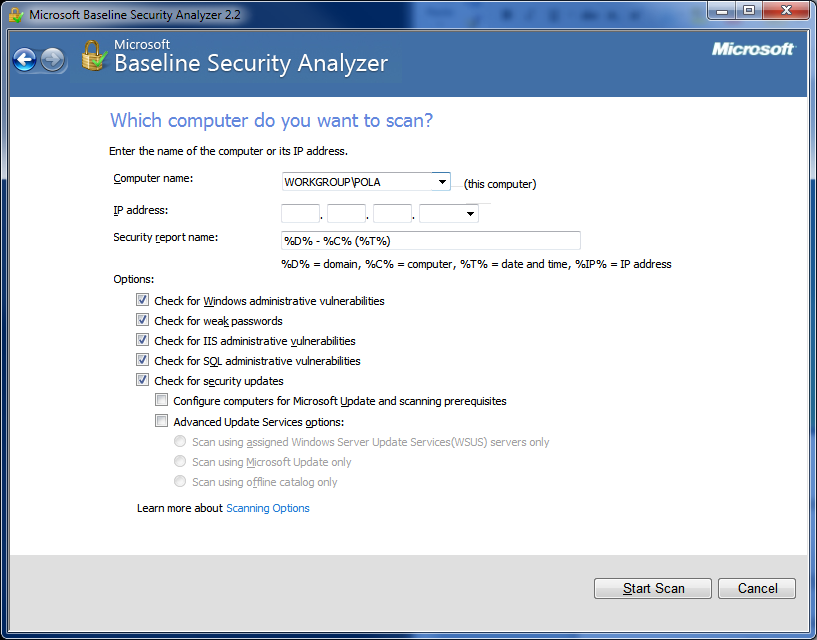 Microsoft Baseline Security Analyzer 2.2
Microsoft
Baseline Security Analyzer
Microsoft
Which computer do you want to scan?
Enter the name of the computer or its IP address.
Computer name: WORKGROUP\POLA (this computer)
IP address: . . .
Security report name: %D% - %C% (%T%)
%D% = domain, %C% = computer, %T% = date and time, %IP% = IP address
Options:
Check for Windows administrative vulnerabilities
Check for weak passwords
Check for IIS administrative vulnerabilities
Check for SQL administrative vulnerabilities
Check for security updates
Configure computers for Microsoft Update and scanning prerequisites
Advanced Update Services options:
Scan using assigned Windows Server Update Services(WSUS) servers only
Scan using Microsoft Update only
Scan using offline catalog only
Learn more about Scanning Options
Start Scan Cancel